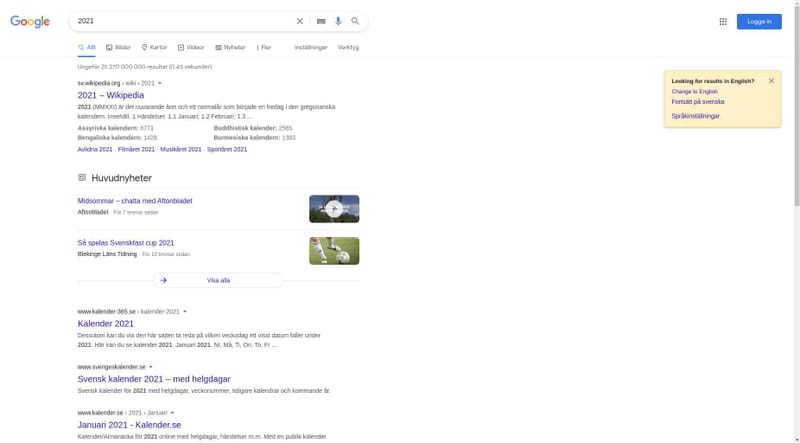 Google
2021
Logga in
Allt Bilder Kartor Videor Nyheter Fler Inställningar Verktyg
Ungefär 25 270 000 000 resultat (0,45 sekunder)
sv.wikipedia.org › wiki › 2021
2021 – Wikipedia
2021 (MMXXI) är det nuvarande året och ett normalår som började en fredag i den gregorianska
kalendern. Innehåll. 1 Händelser. 1.1 Januari; 1.2 Februari; 1.3 ...
Assyriska kalendern: 6771 Buddhistisk kalender: 2565
Bengaliska kalendern: 1428 Burmesiska kalendern: 1383
Avlidna 2021 · Filmåret 2021 · Musikåret 2021 · Sportåret 2021
Looking for results in English?
Change to English
Fortsätt på svenska
Språkinställningar
Huvudnyheter
Midsommar – chatta med Aftonbladet
Aftonbladet · För 7 timmar sedan
Så spelas Svenskfast cup 2021
Blekinge Läns Tidning · För 10 timmar sedan
Visa alla
www.kalender-365.se › kalender-2021
Kalender 2021
Dessutom kan du via den här sajten ta reda på vilken veckodag ett visst datum faller under
2021. Här kan du se kalender 2021. Januari 2021. Nr, Må, Ti, On, To, Fr ...
www.sverigeskalender.se
Svensk kalender 2021 – med helgdagar
Svensk kalender för 2021 med helgdagar, veckonummer, tidigare kalendrar och kommande år.
www.kalender.se › 2021 › Januari
Januari 2021 - Kalender.se
Kalender/Almanacka för 2021 online med helgdagar, händelser m.m. Med en publik kalender